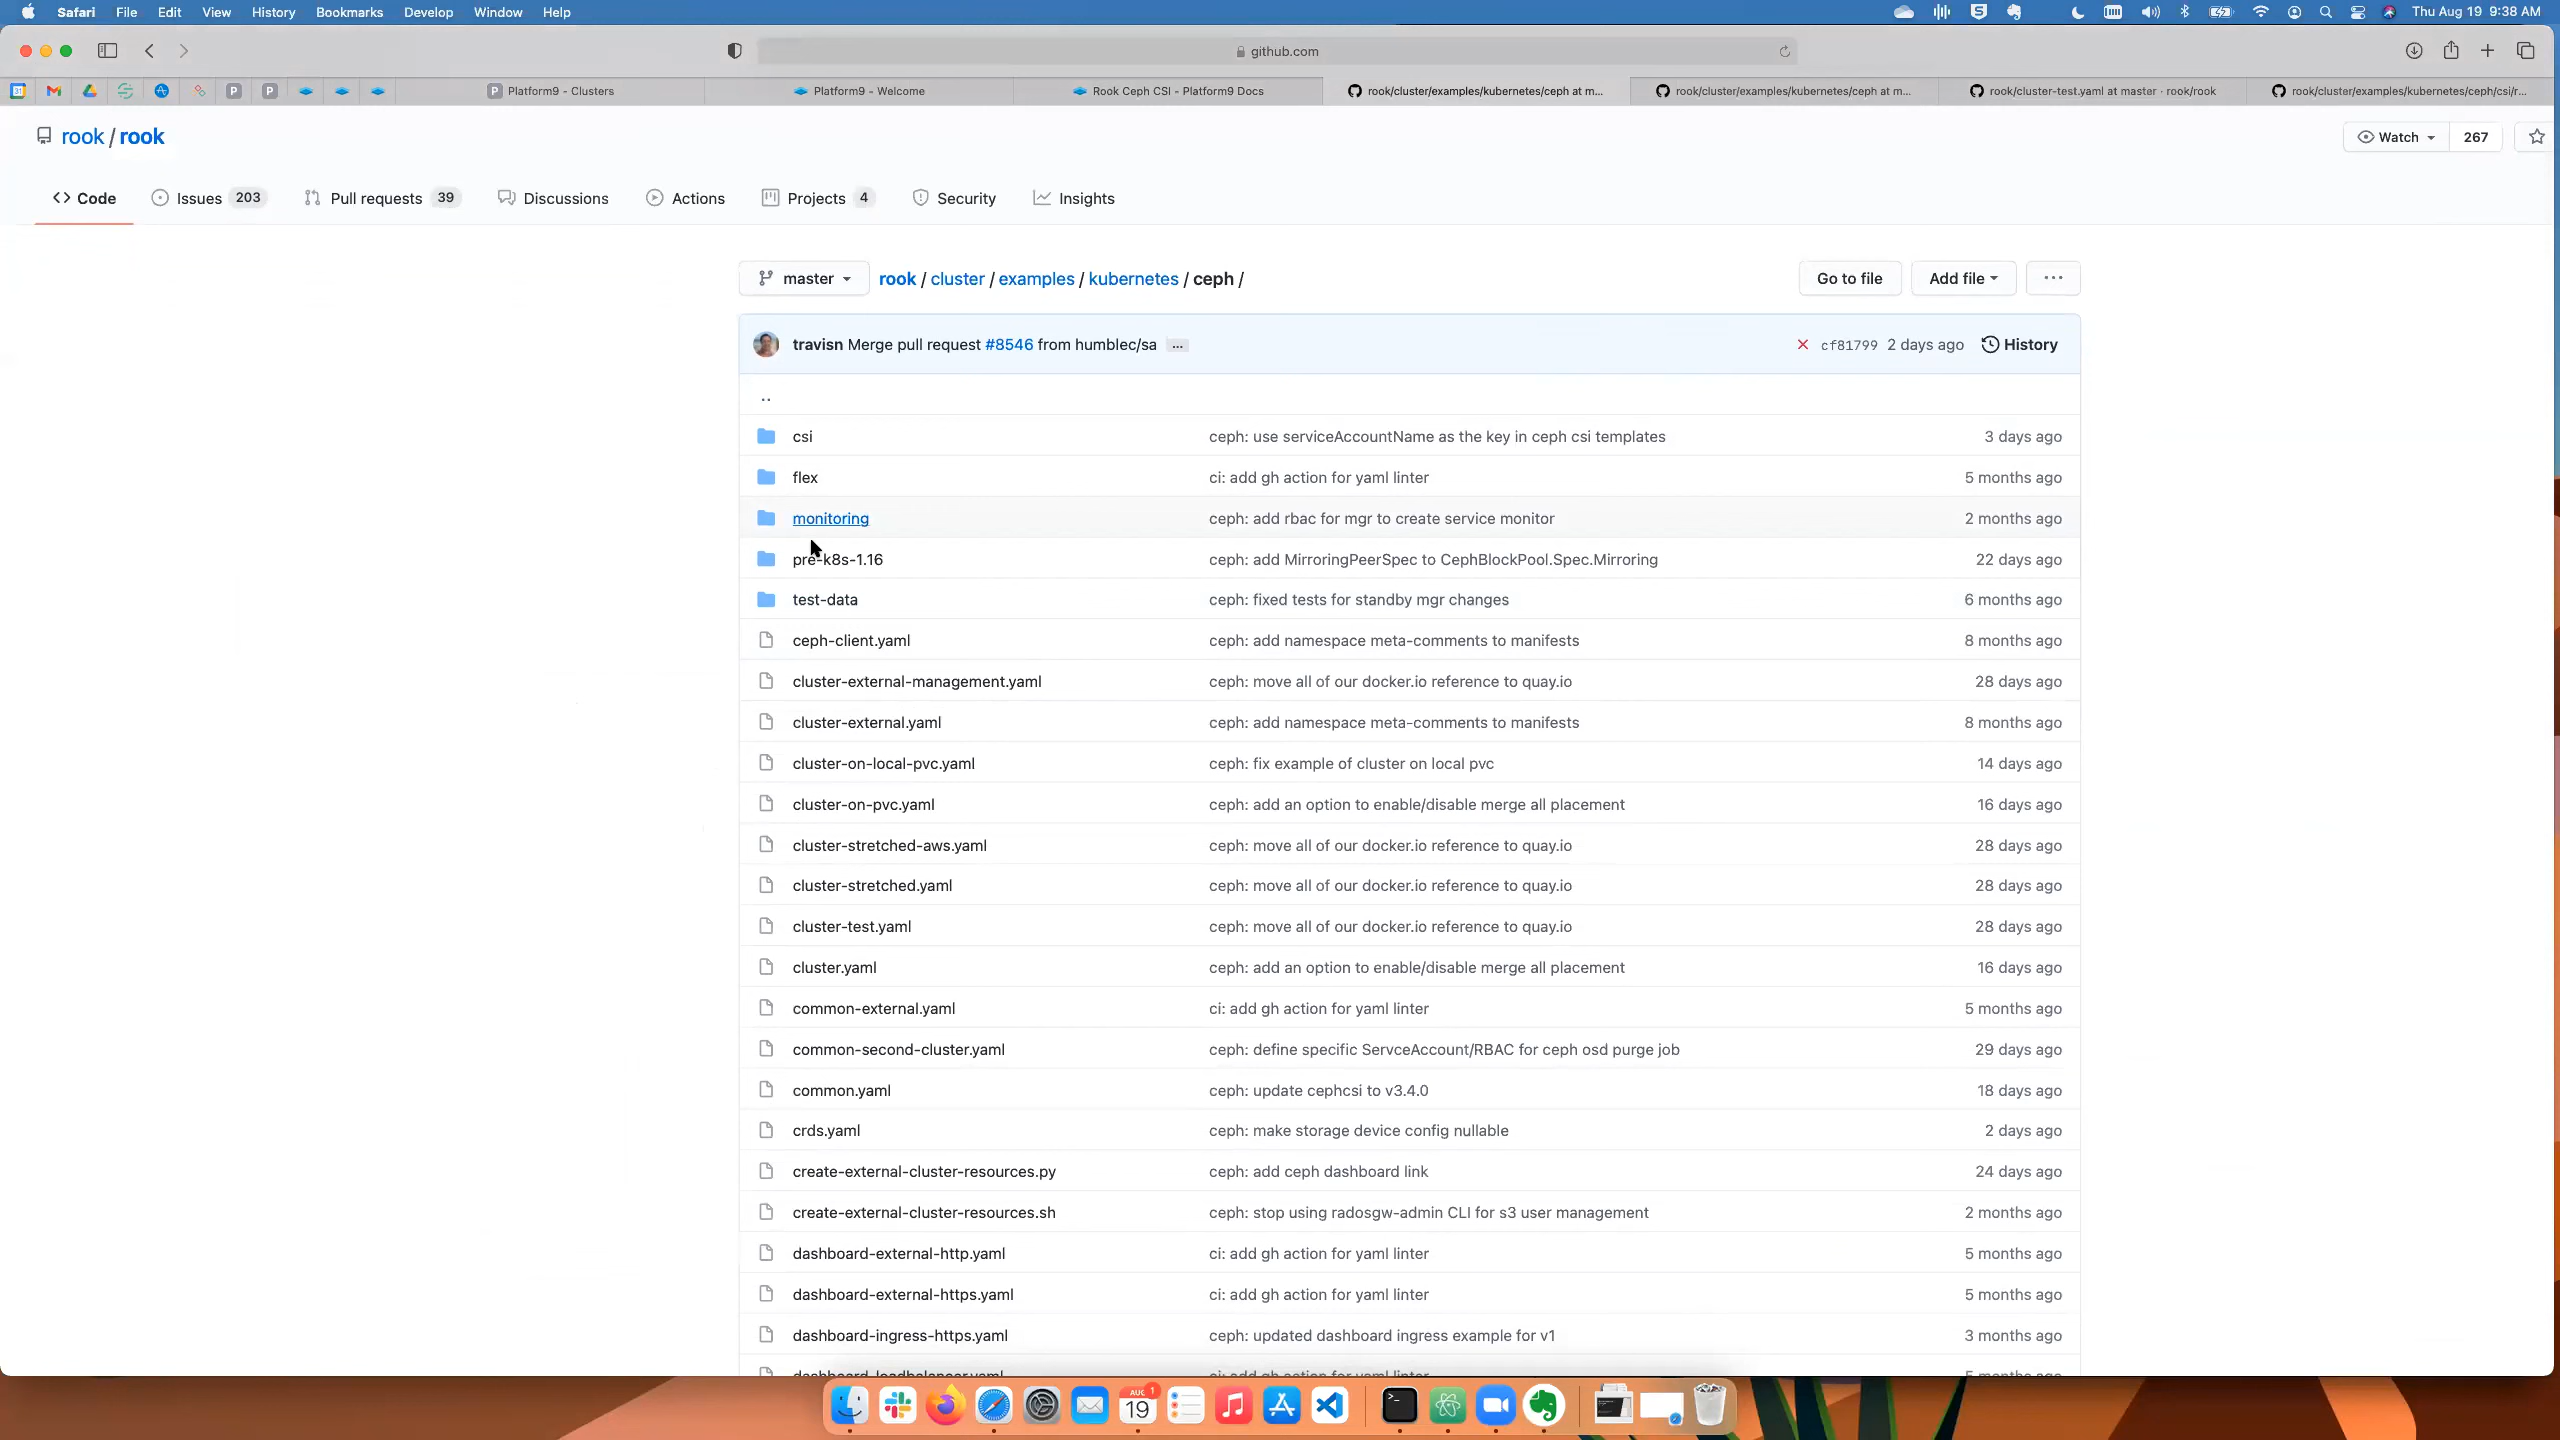 Safari File Edit View History Bookmarks Develop Window Help Thu Aug 19 9:38 AM
github.com
31 P P P Platform9 - Clusters Platform9 - Welcome Rook Ceph CSI - Platform9 Docs rook/cluster/examples/kubernetes/ceph at m... rook/cluster/examples/kubernetes/ceph at m... rook/cluster-test.yaml at master · rook/rook rook/cluster/examples/kubernetes/ceph/csi/r...
rook / rook Watch 267
Code Issues 203 Pull requests 39 Discussions Actions Projects 4 Security Insights
master rook / cluster / examples / kubernetes / ceph / Go to file Add file ...
travisn Merge pull request #8546 from humblec/sa ... cf81799 2 days ago History
..
csi ceph: use serviceAccountName as the key in ceph csi templates 3 days ago
flex ci: add gh action for yaml linter 5 months ago
monitoring ceph: add rbac for mgr to create service monitor 2 months ago
pre-k8s-1.16 ceph: add MirroringPeerSpec to CephBlockPool.Spec.Mirroring 22 days ago
test-data ceph: fixed tests for standby mgr changes 6 months ago
ceph-client.yaml ceph: add namespace meta-comments to manifests 8 months ago
cluster-external-management.yaml ceph: move all of our docker.io reference to quay.io 28 days ago
cluster-external.yaml ceph: add namespace meta-comments to manifests 8 months ago
cluster-on-local-pvc.yaml ceph: fix example of cluster on local pvc 14 days ago
cluster-on-pvc.yaml ceph: add an option to enable/disable merge all placement 16 days ago
cluster-stretched-aws.yaml ceph: move all of our docker.io reference to quay.io 28 days ago
cluster-stretched.yaml ceph: move all of our docker.io reference to quay.io 28 days ago
cluster-test.yaml ceph: move all of our docker.io reference to quay.io 28 days ago
cluster.yaml ceph: add an option to enable/disable merge all placement 16 days ago
common-external.yaml ci: add gh action for yaml linter 5 months ago
common-second-cluster.yaml ceph: define specific ServceAccount/RBAC for ceph osd purge job 29 days ago
common.yaml ceph: update cephcsi to v3.4.0 18 days ago
crds.yaml ceph: make storage device config nullable 2 days ago
create-external-cluster-resources.py ceph: add ceph dashboard link 24 days ago
create-external-cluster-resources.sh ceph: stop using radosgw-admin CLI for s3 user management 2 months ago
dashboard-external-http.yaml ci: add gh action for yaml linter 5 months ago
dashboard-external-https.yaml ci: add gh action for yaml linter 5 months ago
dashboard-ingress-https.yaml ceph: updated dashboard ingress example for v1 3 months ago
dashboard-loadbalancer.yaml ci: add gh action for yaml linter 5 months ago
AUG 19 1